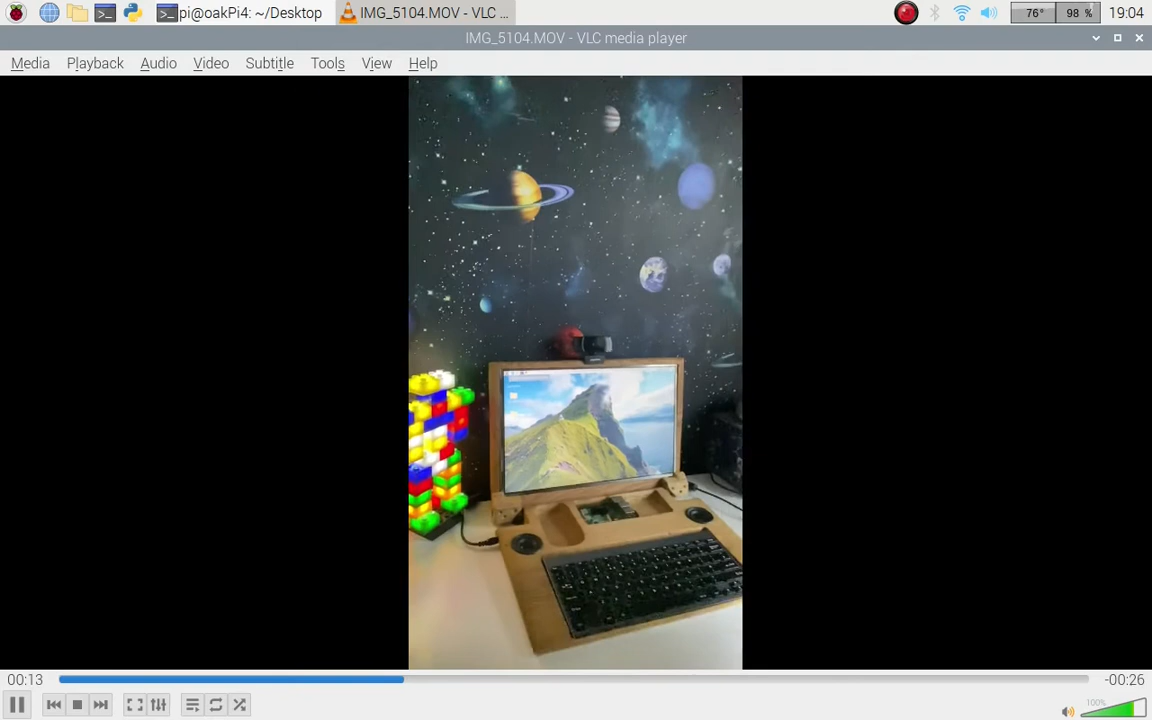 pi@oakPi4: ~/Desktop IMG_5104.MOV - VLC ... 76° 98 % 19:04
IMG_5104.MOV - VLC media player
Media Playback Audio Video Subtitle Tools View Help
00:13 -00:26
100%